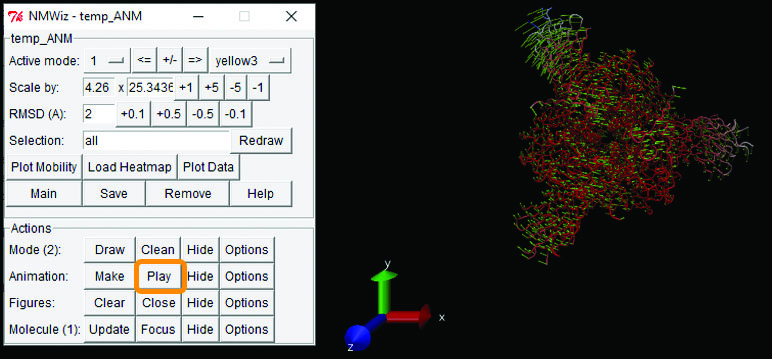 NMWiz - temp_ANM
temp_ANM
Active mode: 1 <= +/- => yellow3
Scale by: 4.26 x 25.3436 +1 +5 -5 -1
RMSD (A): 2 +0.1 +0.5 -0.5 -0.1
Selection: all Redraw
Plot Mobility Load Heatmap Plot Data
Main Save Remove Help
Actions
Mode (2): Draw Clean Hide Options
Animation: Make Play Hide Options
Figures: Clear Close Hide Options
Molecule (1): Update Focus Hide Options
y
x
z